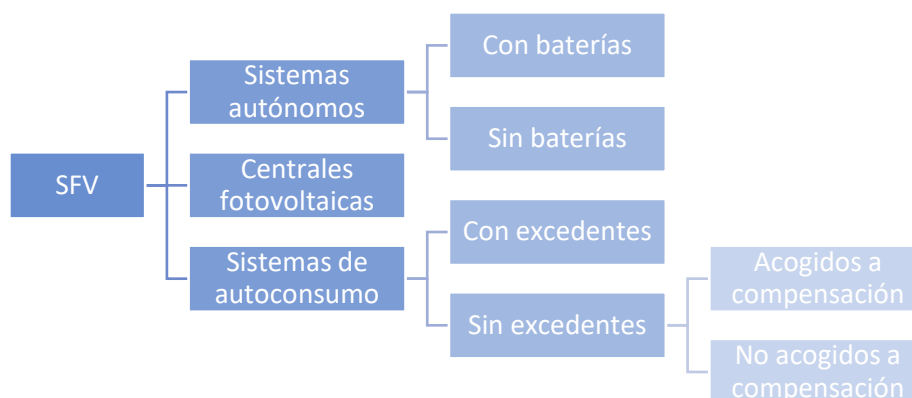 SFV
Sistemas
autónomos
Con baterías
Sin baterías
Centrales
fotovoltaicas
Sistemas de
autoconsumo
Con excedentes
Sin excedentes
Acogidos a
compensación
No acogidos a
compensación